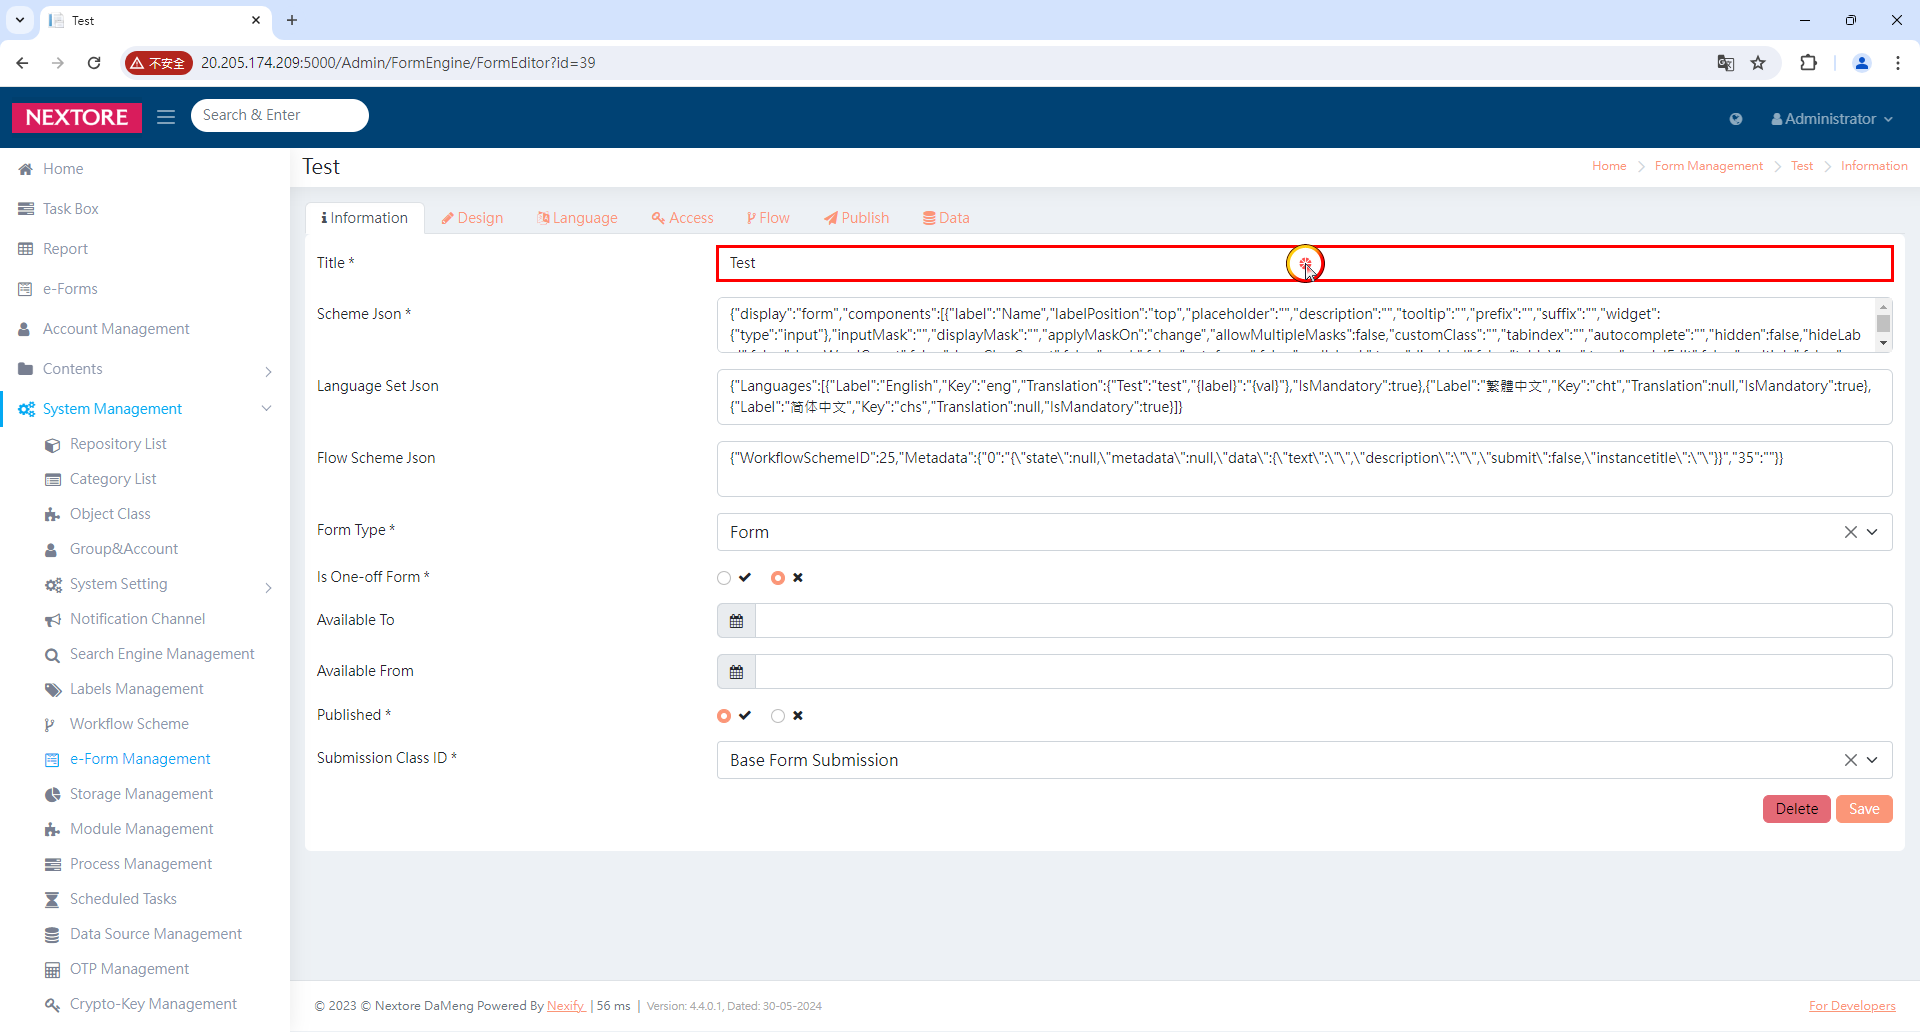 Test
不安全
20.205.174.209:5000/Admin/FormEngine/FormEditor?id=39
NEXTORE
Search & Enter
Administrator
Home
Task Box
Report
e-Forms
Account Management
Contents
System Management
Repository List
Category List
Object Class
Group&Account
System Setting
Notification Channel
Search Engine Management
Labels Management
Workflow Scheme
e-Form Management
Storage Management
Module Management
Process Management
Scheduled Tasks
Data Source Management
OTP Management
Crypto-Key Management
Test
Home > Form Management > Test > Information
Information
Design
Language
Access
Flow
Publish
Data
Title *
Test
Scheme Json *
{"display":"form","components":[{"label":"Name","labelPosition":"top","placeholder":"","description":"","tooltip":"","prefix":"","suffix":"","widget":
{"type":"input"},"inputMask":"","displayMask":"","applyMaskOn":"change","allowMultipleMasks":false,"customClass":"","tabindex":"","autocomplete":"","hidden":false,"hideLab
Language Set Json
{"Languages":[{"Label":"English","Key":"eng","Translation":{"Test":"test","{label}":"{val}"},"IsMandatory":true},{"Label":"繁體中文","Key":"cht","Translation":null,"IsMandatory":true},
{"Label":"简体中文","Key":"chs","Translation":null,"IsMandatory":true}]}
Flow Scheme Json
{"WorkflowSchemeID":25,"Metadata":{"0":"{\"state\":null,\"metadata\":null,\"data\":{\"text\":\"\",\"description\":\"\",\"submit\":false,\"instancetitle\":\"\"}}","35":""}}
Form Type *
Form
Is One-off Form *
Available To
Available From
Published *
Submission Class ID *
Base Form Submission
Delete
Save
© 2023 © Nextore DaMeng Powered By Nexify | 56 ms | Version: 4.4.0.1, Dated: 30-05-2024
For Developers